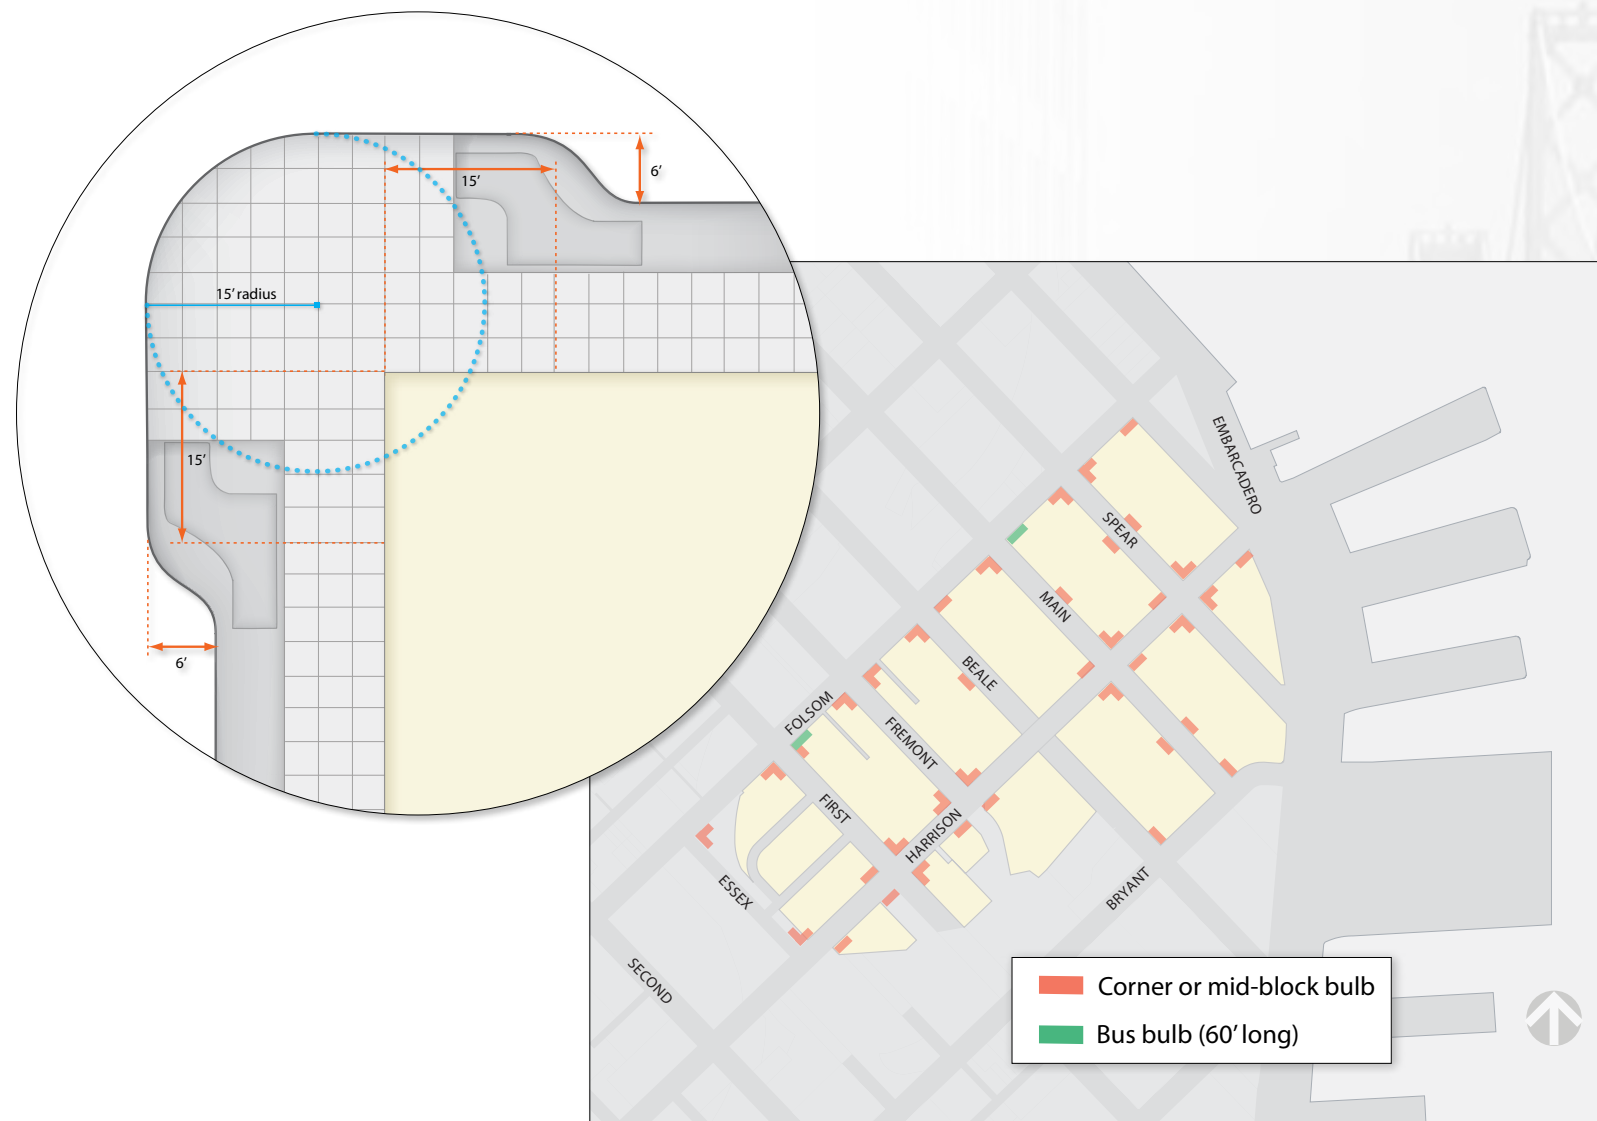 6’
15’
15’ radius
15’
6’
EMBARCADERO
SPEAR
MAIN
BEALE
FOLSOM
FREMONT
FIRST
HARRISON
ESSEX
BRYANT
SECOND
Corner or mid-block bulb
Bus bulb (60’ long)